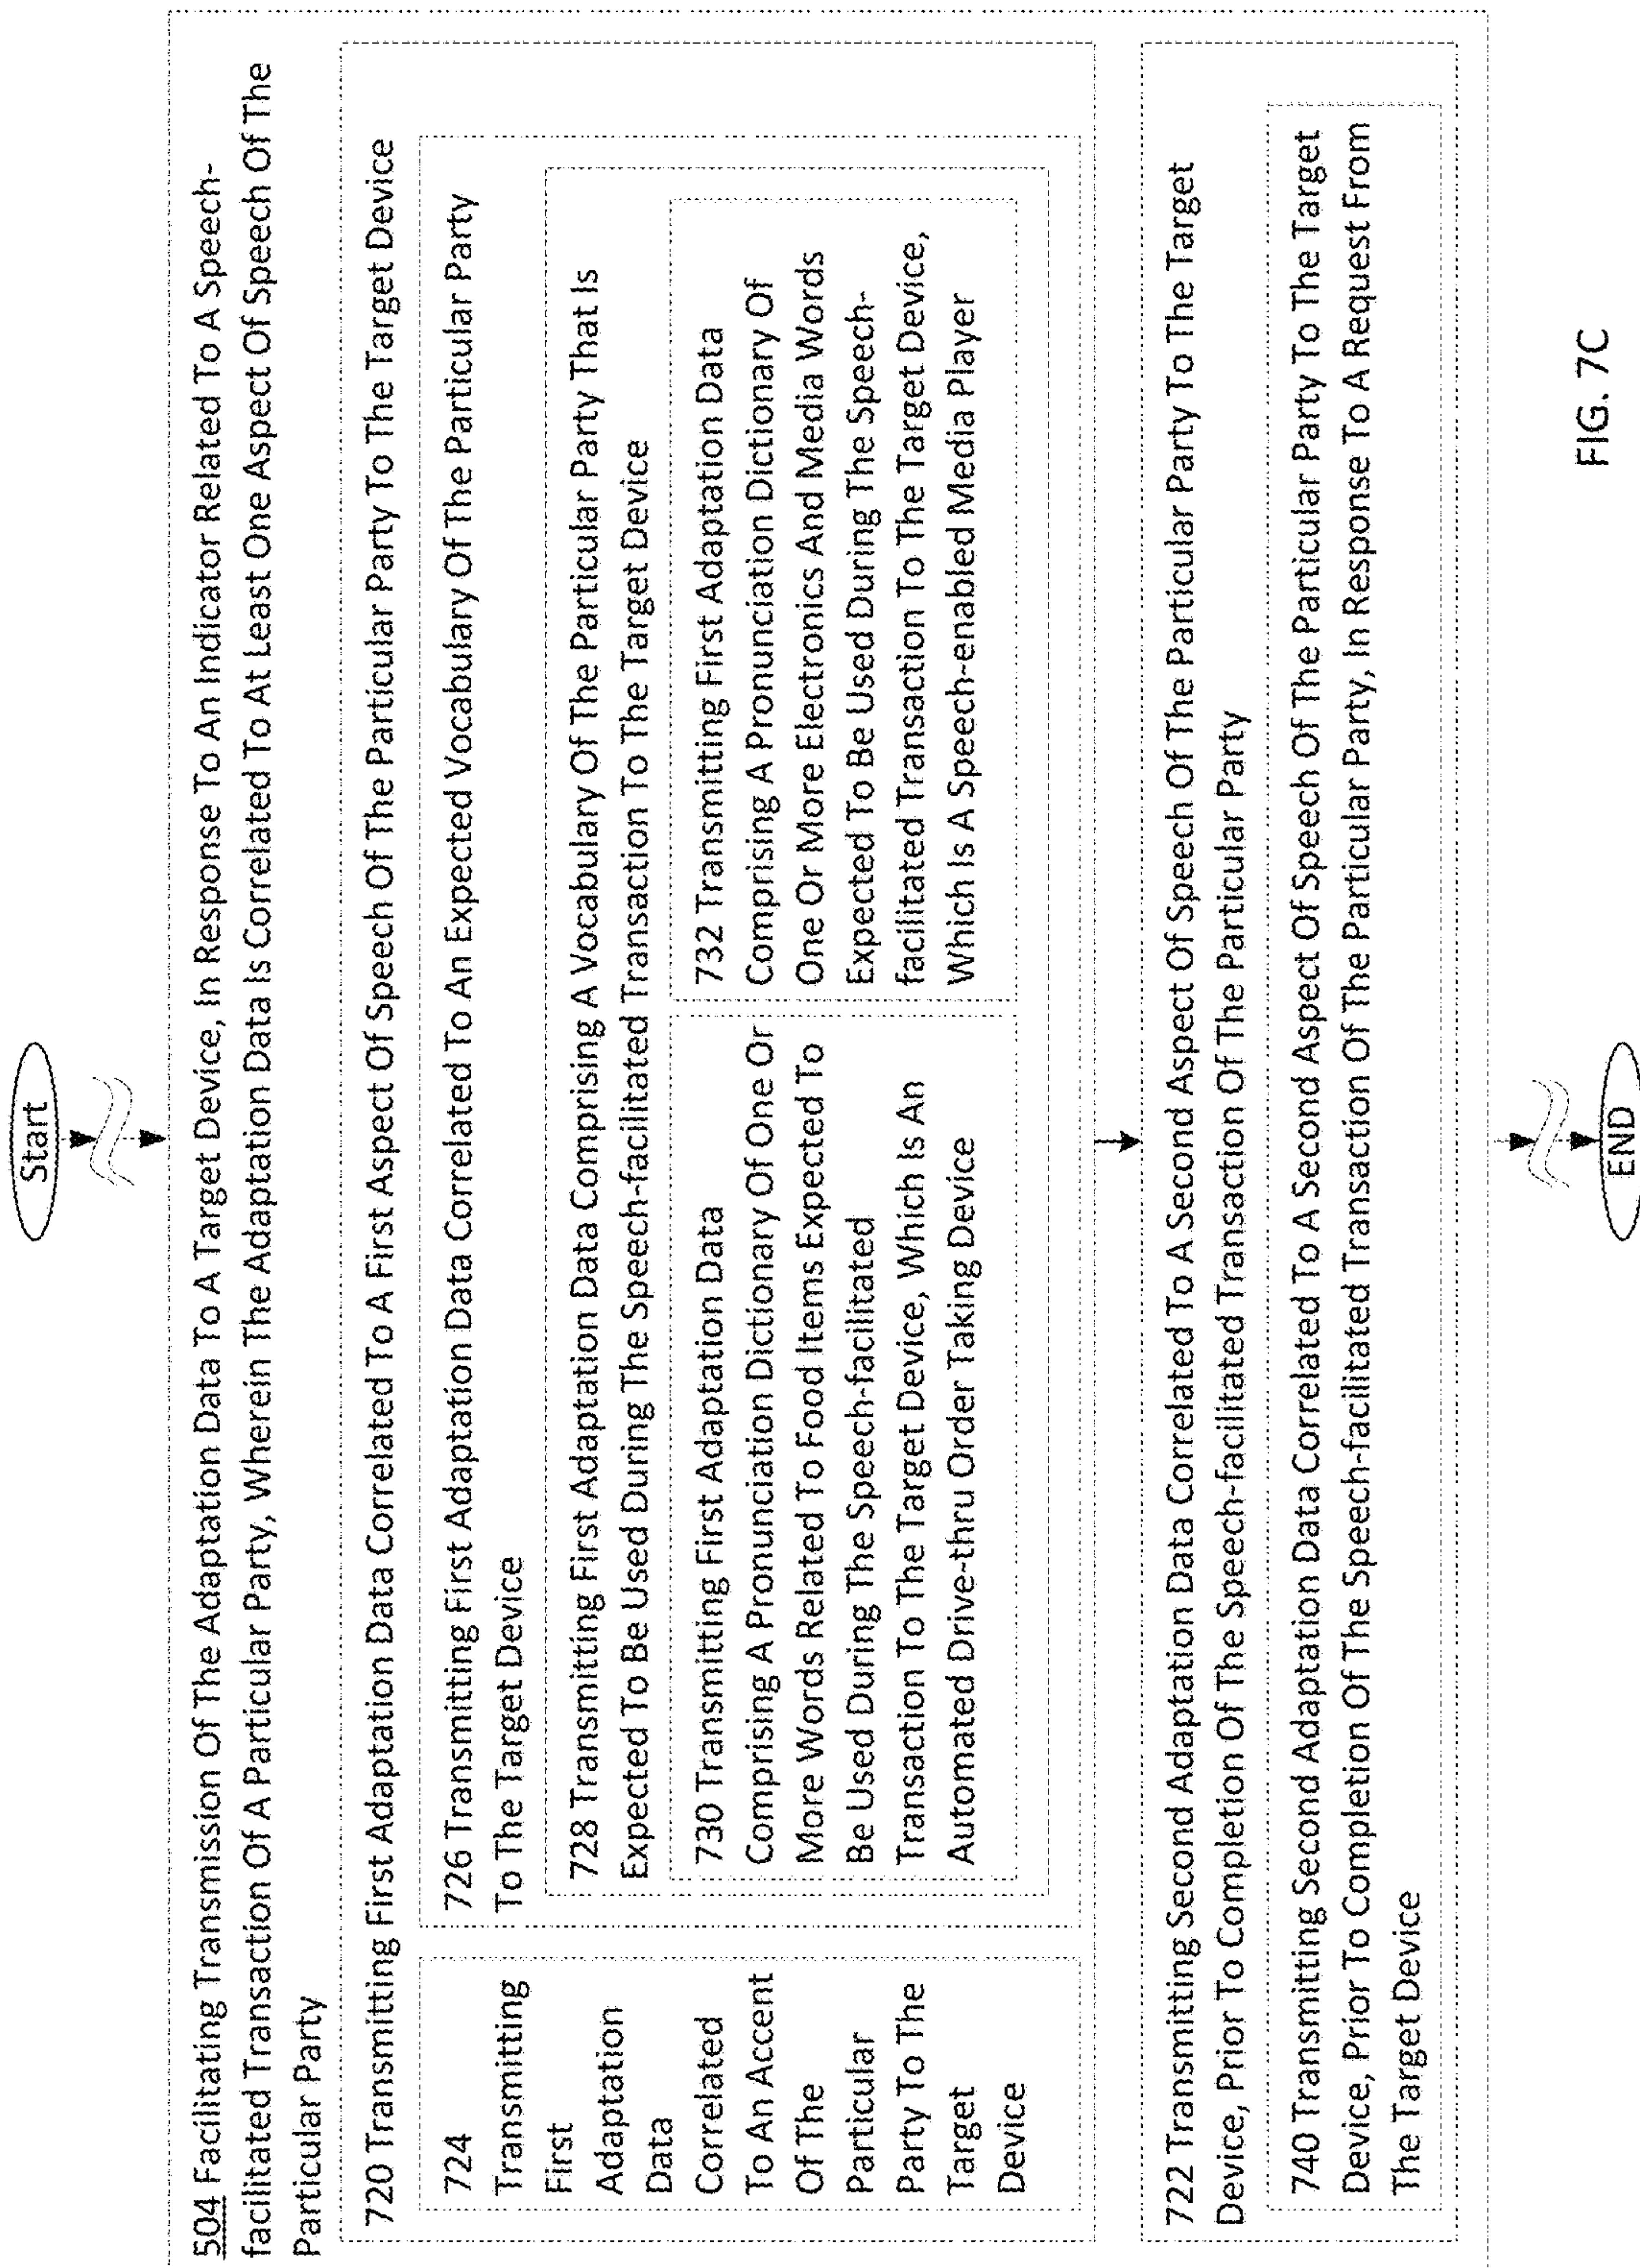 Start
504 Facilitating Transmission Of The Adaptation Data To A Target Device, In Response To An Indicator Related To A Speech-
facilitated Transaction Of A Particular Party, Wherein The Adaptation Data Is Correlated To At Least One Aspect Of Speech Of The
Particular Party
720 Transmitting First Adaptation Data Correlated To A First Aspect Of Speech Of The Particular Party To The Target Device
724
Transmitting
First
Adaptation
Data
Correlated
To An Accent
Of The
Particular
Party To The
Target
Device
726 Transmitting First Adaptation Data Correlated To An Expected Vocabulary Of The Particular Party
To The Target Device
728 Transmitting First Adaptation Data Comprising A Vocabulary Of The Particular Party That Is
Expected To Be Used During The Speech-facilitated Transaction To The Target Device
730 Transmitting First Adaptation Data
Comprising A Pronunciation Dictionary Of One Or
More Words Related To Food Items Expected To
Be Used During The Speech-facilitated
Transaction To The Target Device, Which Is An
Automated Drive-thru Order Taking Device
732 Transmitting First Adaptation Data
Comprising A Pronunciation Dictionary Of
One Or More Electronics And Media Words
Expected To Be Used During The Speech-
facilitated Transaction To The Target Device,
Which Is A Speech-enabled Media Player
722 Transmitting Second Adaptation Data Correlated To A Second Aspect Of Speech Of The Particular Party To The Target
Device, Prior To Completion Of The Speech-facilitated Transaction Of The Particular Party
740 Transmitting Second Adaptation Data Correlated To A Second Aspect Of Speech Of The Particular Party To The Target
Device, Prior To Completion Of The Speech-facilitated Transaction Of The Particular Party, In Response To A Request From
The Target Device
END
FIG. 7C